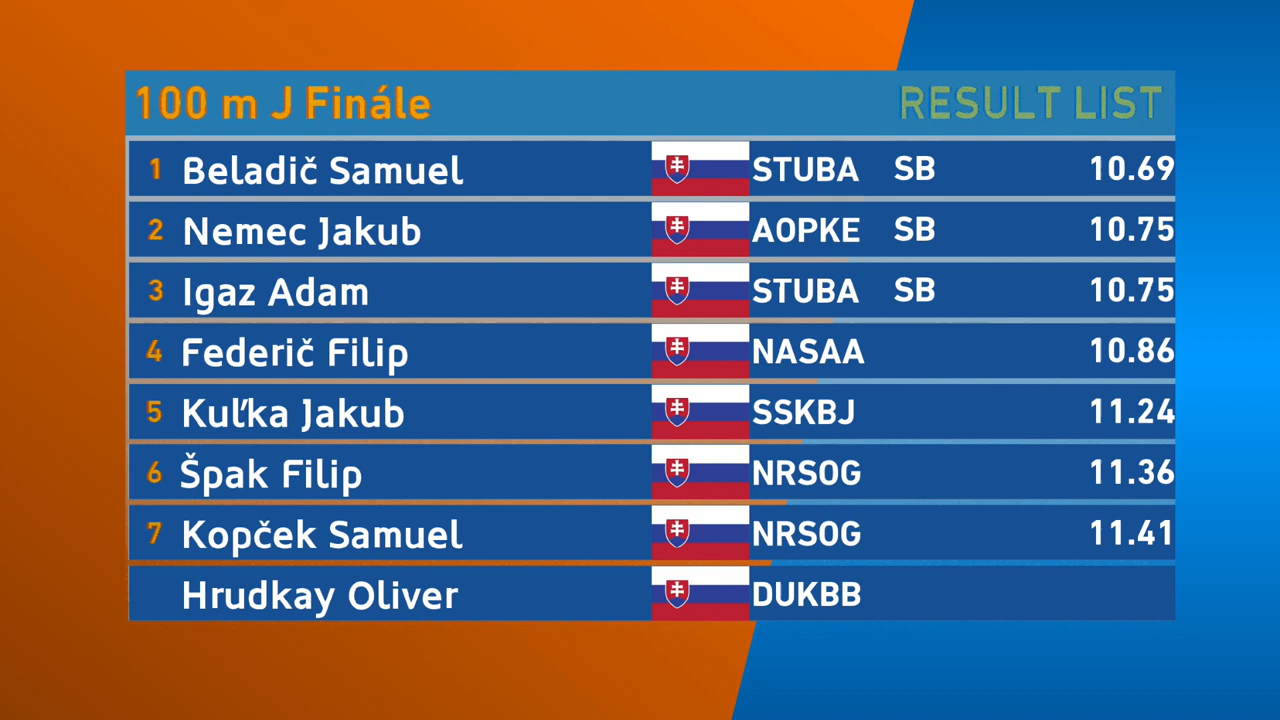 100 m J Finále RESULT LIST
1 Beladič Samuel STUBA SB 10.69
2 Nemec Jakub AOPKE SB 10.75
3 Igaz Adam STUBA SB 10.75
4 Federič Filip NASAA 10.86
5 Kuľka Jakub SSKBJ 11.24
6 Špak Filip NRSOG 11.36
7 Kopček Samuel NRSOG 11.41
Hrudkay Oliver DUKBB